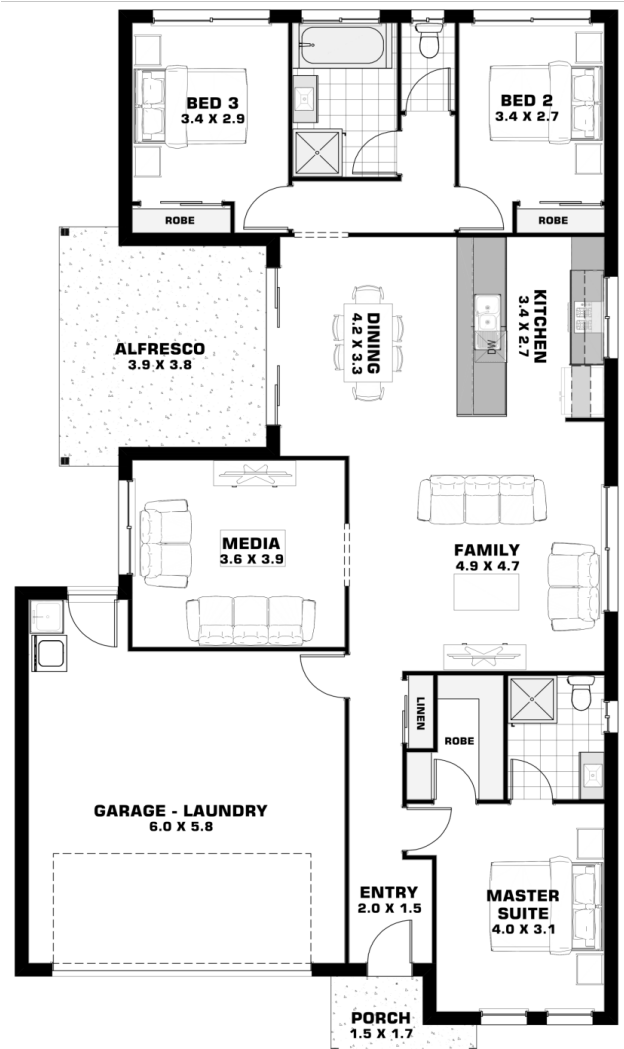 BED 3
3.4 X 2.9
BED 2
3.4 X 2.7
ROBE
ROBE
ALFRESCO
3.9 X 3.8
DINING
4.2 X 3.3
KITCHEN
3.4 X 2.7
DW
MEDIA
3.6 X 3.9
FAMILY
4.9 X 4.7
LINEN
ROBE
GARAGE - LAUNDRY
6.0 X 5.8
ENTRY
2.0 X 1.5
MASTER
SUITE
4.0 X 3.1
PORCH
1.5 X 1.7